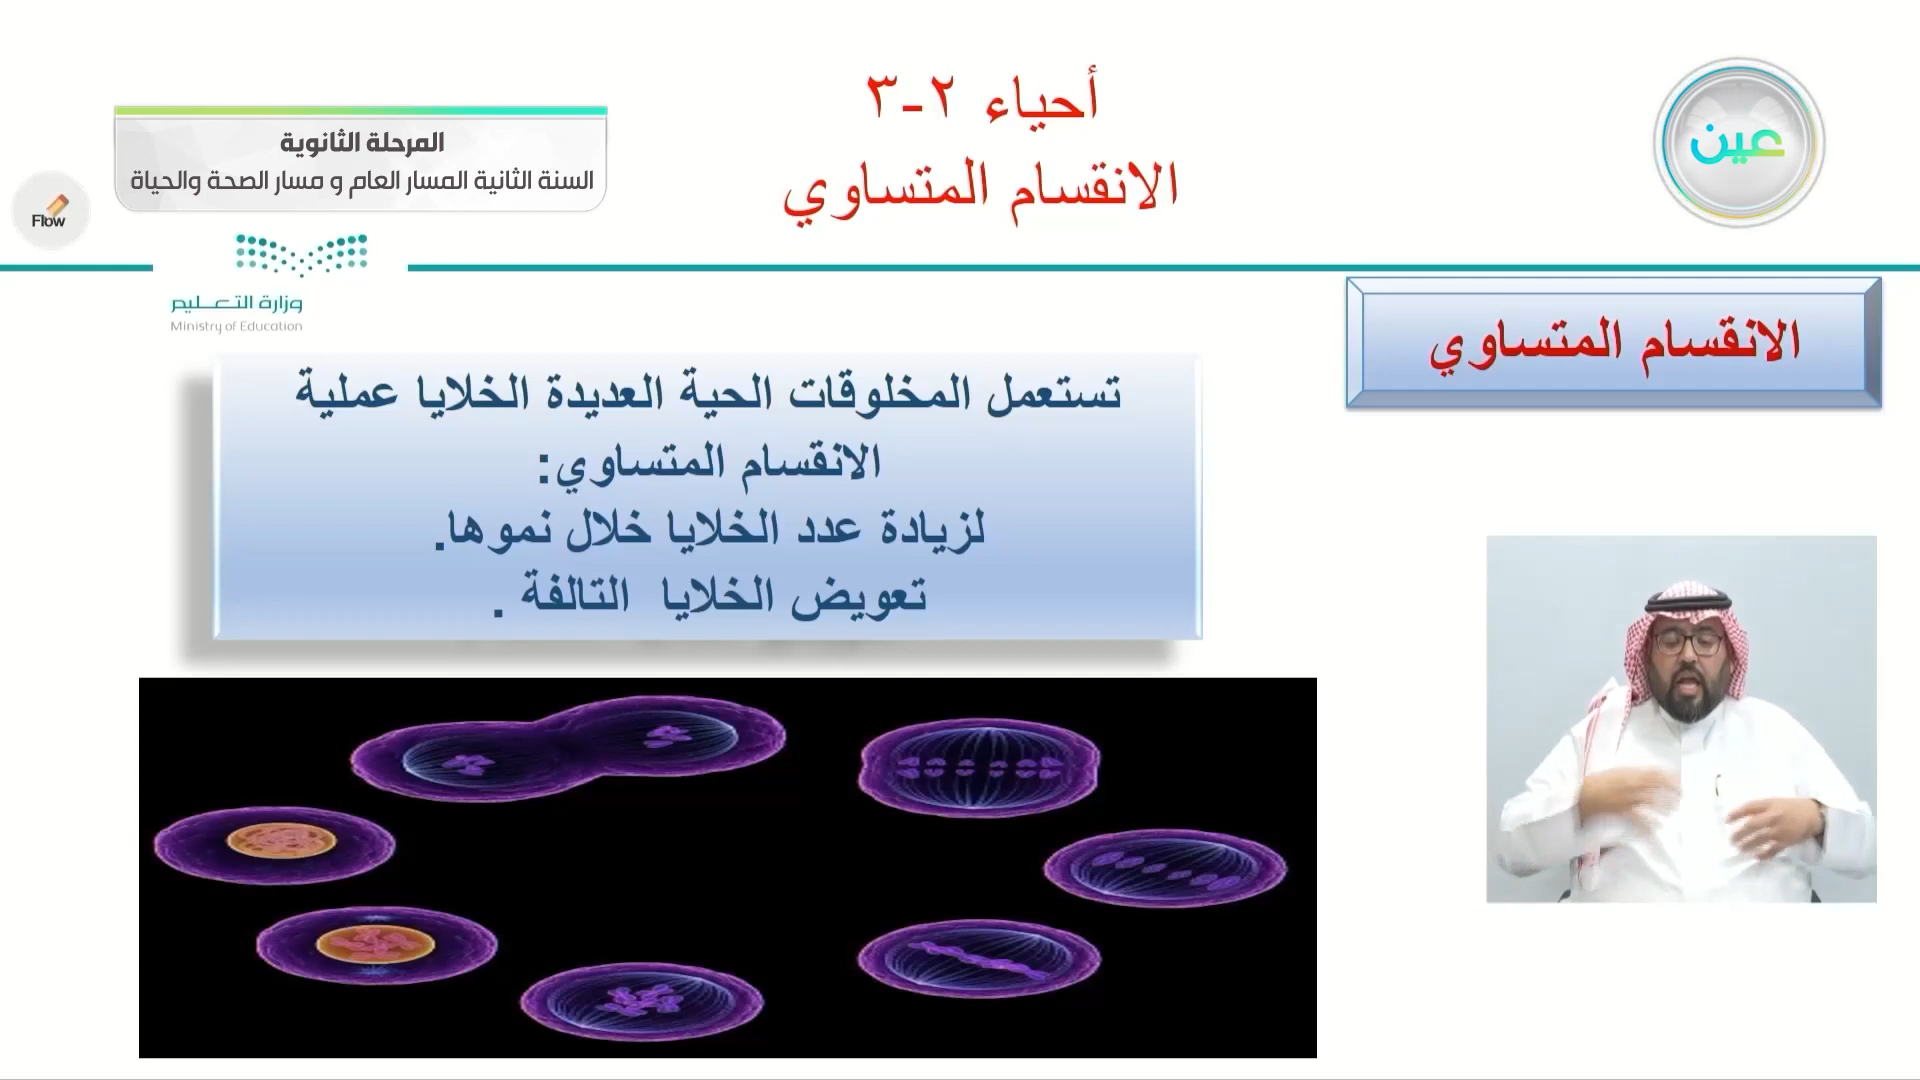 أحياء ٢-٣
الانقسام المتساوي
عين
المرحلة الثانوية
السنة الثانية المسار العام و مسار الصحة والحياة
Flow
وزارة التعليم
Ministry of Education
الانقسام المتساوي
تستعمل المخلوقات الحية العديدة الخلايا عملية
الانقسام المتساوي:
لزيادة عدد الخلايا خلال نموها.
تعويض الخلايا التالفة .